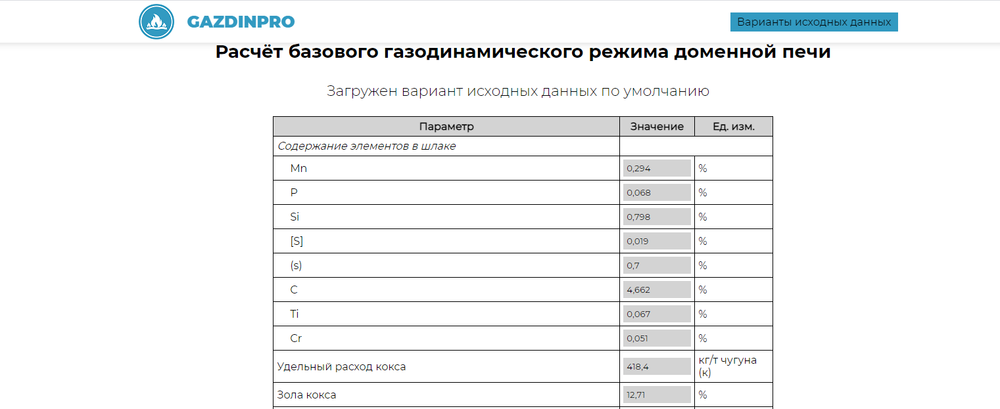 GAZDINPRO
Варианты исходных данных
Расчёт базового газодинамического режима доменной печи
Загружен вариант исходных данных по умолчанию
Параметр Значение Ед. изм.
Содержание элементов в шлаке
Mn 0,294 %
P 0,068 %
Si 0,798 %
[S] 0,019 %
(s) 0,7 %
C 4,662 %
Ti 0,067 %
Cr 0,051 %
Удельный расход кокса 418,4 кг/т чугуна
(к)
Зола кокса 12,71 %